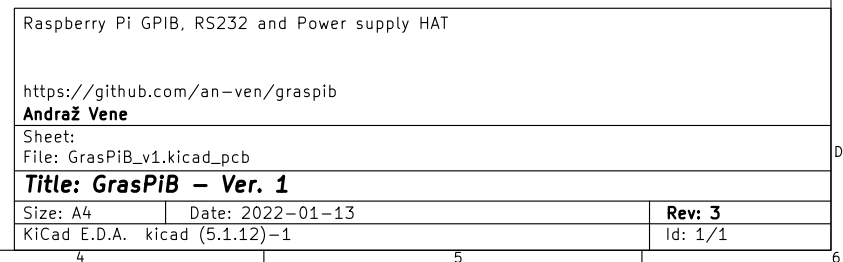 Raspberry Pi GPIB, RS232 and Power supply HAT
https://github.com/an-ven/graspib
Andraž Vene
Sheet:
File: GrasPiB_v1.kicad_pcb
D
Title: GrasPiB – Ver. 1
Size: A4 Date: 2022-01-13 Rev: 3
KiCad E.D.A. kicad (5.1.12)-1 Id: 1/1
4 5 6